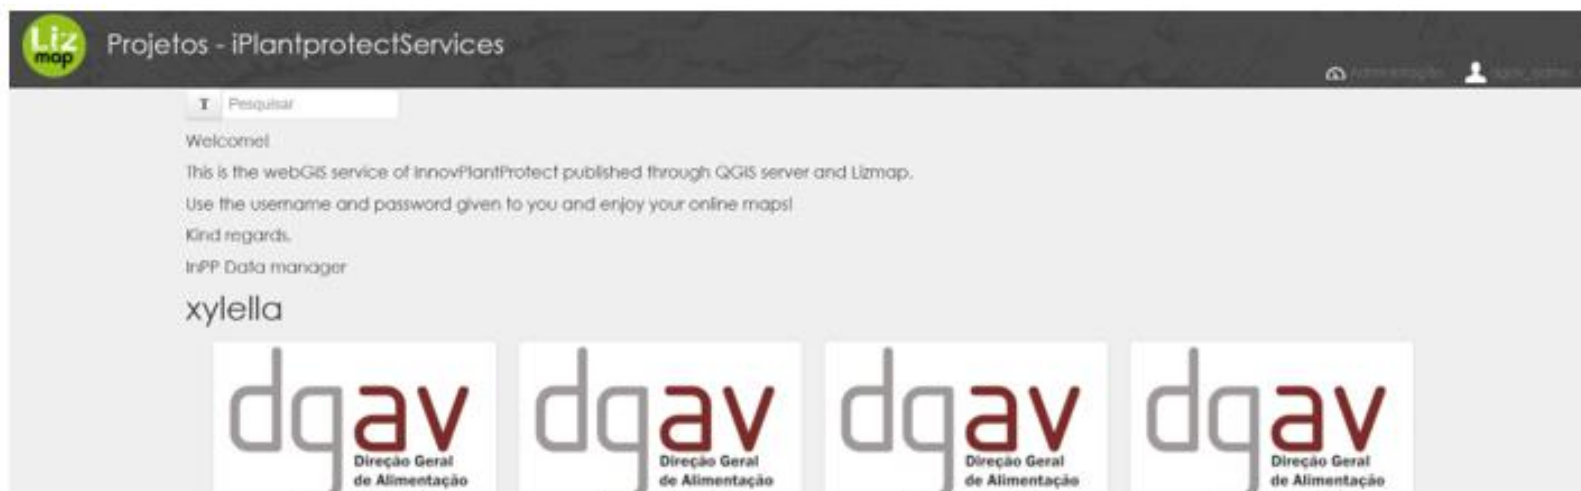 Liz
map
Projetos - iPlantprotectServices
Administração
T Pesquisar
Welcome!
This is the webGIS service of InnovPlantProtect published through QGIS server and Lizmap.
Use the username and password given to you and enjoy your online maps!
Kind regards,
InPP Data manager
xylella
dgav dgav dgav dgav
Direção Geral Direção Geral Direção Geral Direção Geral
de Alimentação de Alimentação de Alimentação de Alimentação